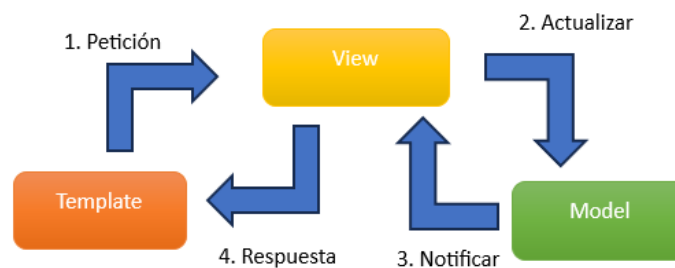 1. Petición
2. Actualizar
View
Template
Model
4. Respuesta
3. Notificar